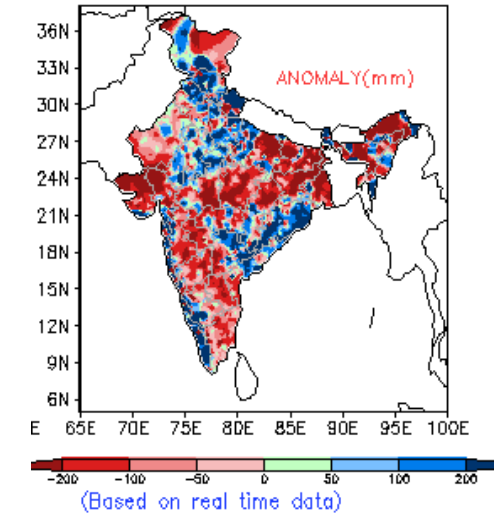 36N
33N
ANOMALY(mm)
30N
27N
24N
21N
18N
15N
12N
9N
6N
E 65E 70E 75E 80E 85E 90E 95E 100E
-200 -100 -50 0 50 100 200
(Based on real time data)